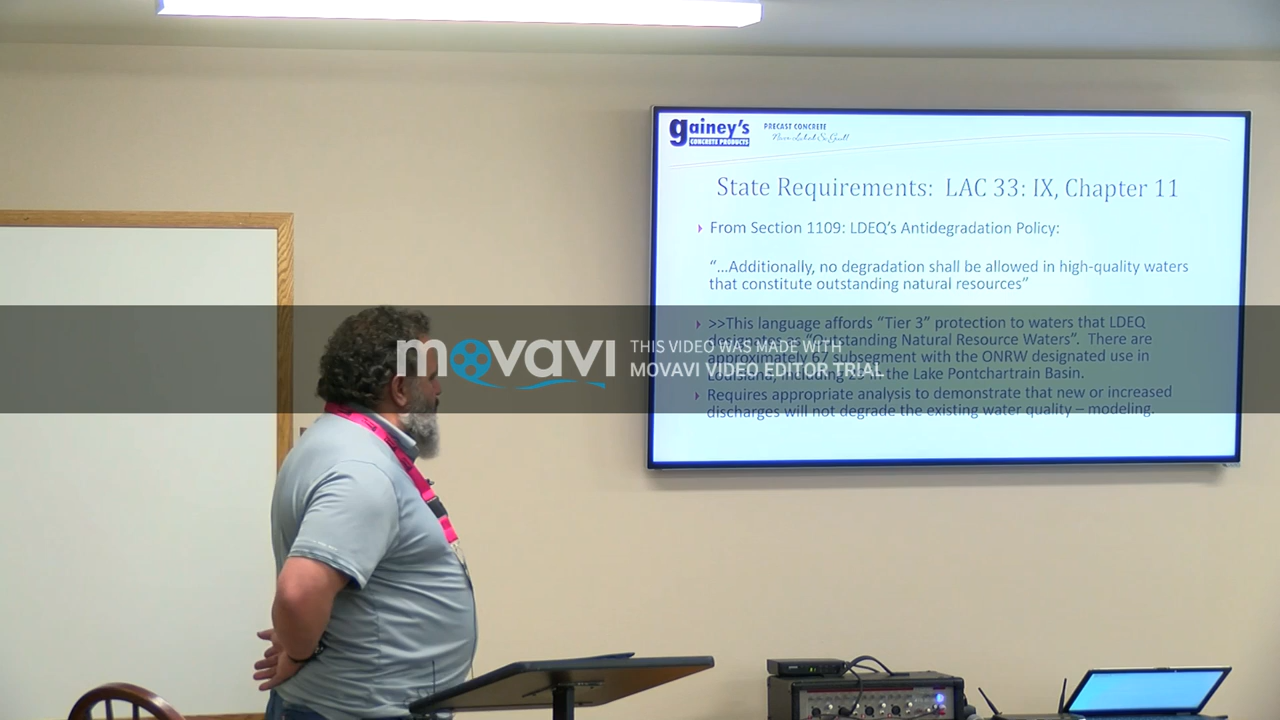 gainey's
CONCRETE PRODUCTS
PRECAST CONCRETE
State Requirements: LAC 33: IX, Chapter 11
From Section 1109: LDEQ's Antidegradation Policy:
"...Additionally, no degradation shall be allowed in high-quality waters
that constitute outstanding natural resources"
>>This language affords "Tier 3" protection to waters that LDEQ
designates as "Outstanding Natural Resource Waters". There are
approximately 67 subsegment with the ONRW designated use in
Louisiana, including the Lake Pontchartrain Basin.
Requires appropriate analysis to demonstrate that new or increased
discharges will not degrade the existing water quality – modeling.
movavi
THIS VIDEO WAS MADE WITH
MOVAVI VIDEO EDITOR TRIAL